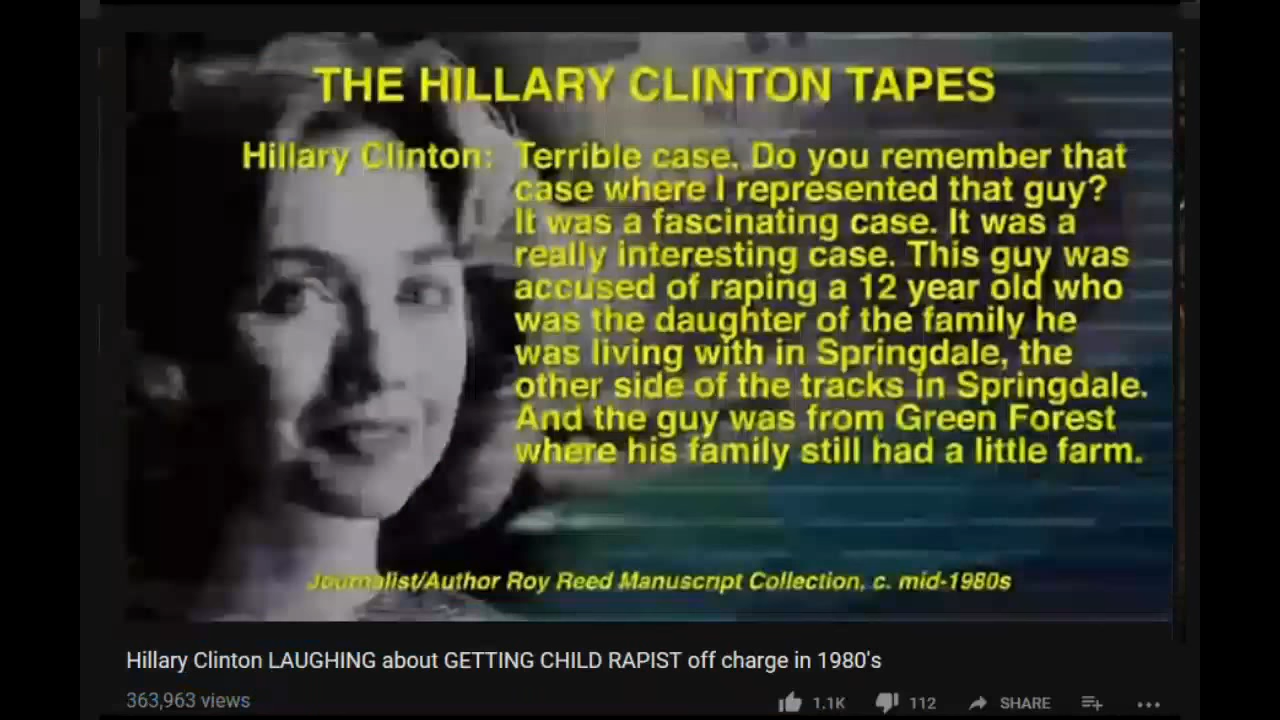 THE HILLARY CLINTON TAPES
Hillary Clinton: Terrible case. Do you remember that
case where I represented that guy?
It was a fascinating case. It was a
really interesting case. This guy was
accused of raping a 12 year old who
was the daughter of the family he
was living with in Springdale, the
other side of the tracks in Springdale.
And the guy was from Green Forest
where his family still had a little farm.
Journalist/Author Roy Reed Manuscript Collection, c. mid-1980s
Hillary Clinton LAUGHING about GETTING CHILD RAPIST off charge in 1980's
363,963 views 1.1K 112 SHARE